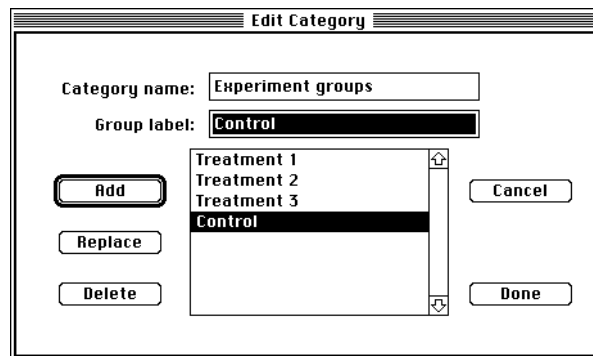 Edit Category
Category name: Experiment groups
Group label: Control
Treatment 1
Add
Treatment 2
Cancel
Treatment 3
Control
Replace
Delete
Done